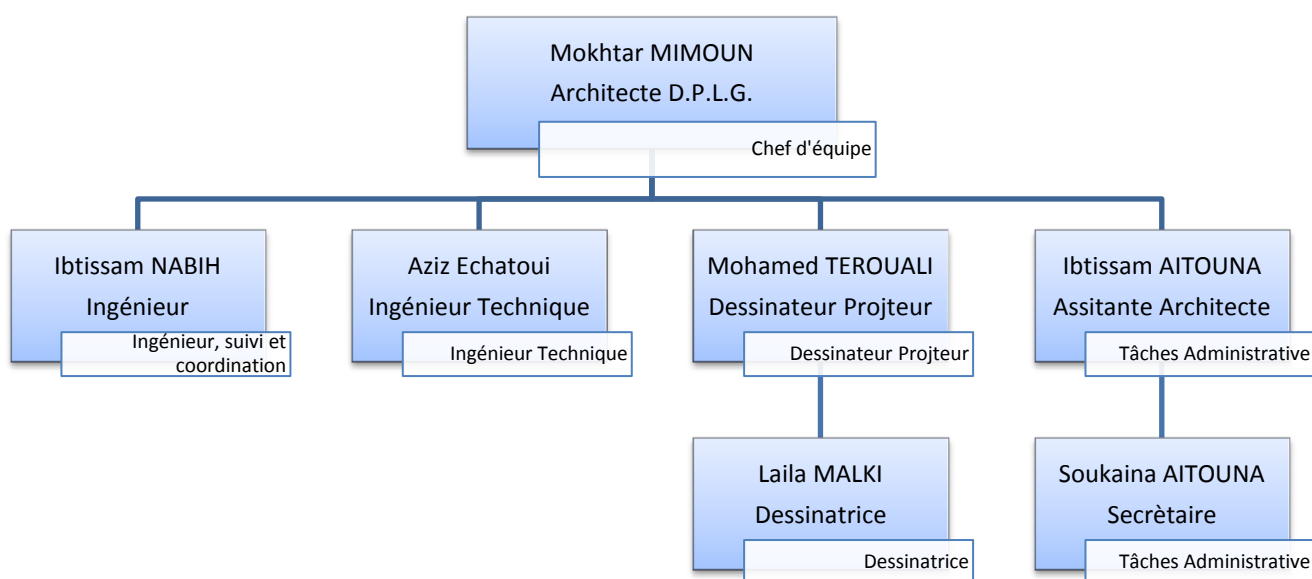 Mokhtar MIMOUN
Architecte D.P.L.G.
Chef d'équipe
Ibtissam NABIH
Ingénieur
Ingénieur, suivi et
coordination
Aziz Echatoui
Ingénieur Technique
Ingénieur Technique
Mohamed TEROUALI
Dessinateur Projteur
Dessinateur Projteur
Ibtissam AITOUNA
Assitante Architecte
Tâches Administrative
Laila MALKI
Dessinatrice
Dessinatrice
Soukaina AITOUNA
Secrètaire
Tâches Administrative